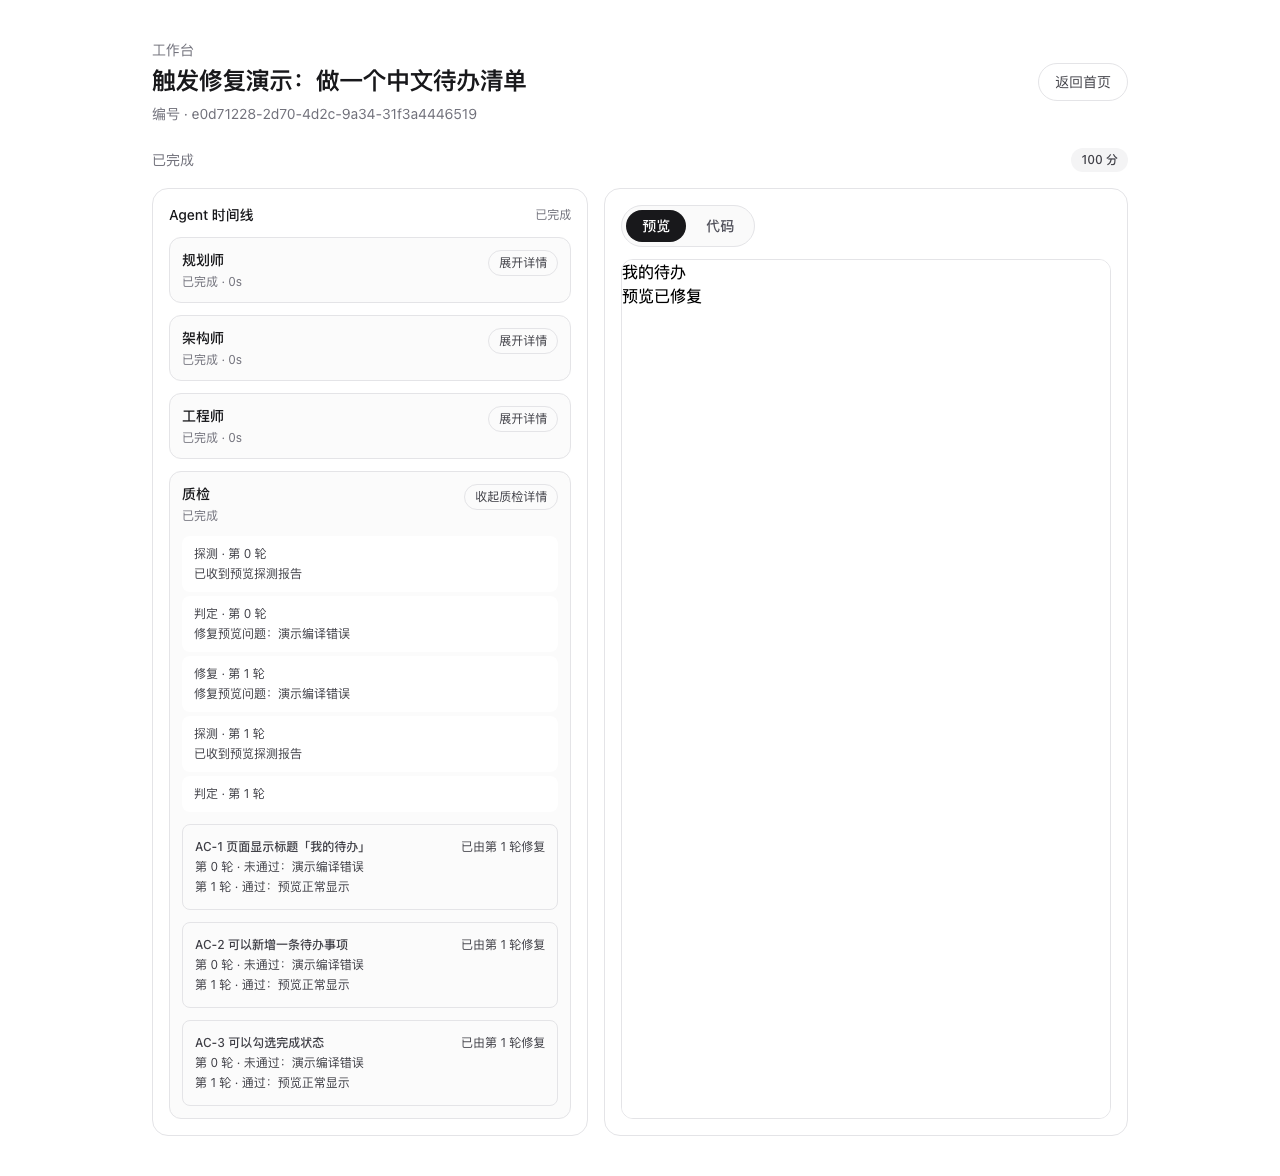 工作台
触发修复演示：做一个中文待办清单
返回首页
编号 · e0d71228-2d70-4d2c-9a34-31f3a4446519
已完成
100 分
Agent 时间线
已完成
规划师
展开详情
已完成 · 0s
架构师
展开详情
已完成 · 0s
工程师
展开详情
已完成 · 0s
质检
收起质检详情
已完成
探测 · 第 0 轮
已收到预览探测报告
判定 · 第 0 轮
修复预览问题：演示编译错误
修复 · 第 1 轮
修复预览问题：演示编译错误
探测 · 第 1 轮
已收到预览探测报告
判定 · 第 1 轮
AC-1 页面显示标题「我的待办」
已由第 1 轮修复
第 0 轮 · 未通过：演示编译错误
第 1 轮 · 通过：预览正常显示
AC-2 可以新增一条待办事项
已由第 1 轮修复
第 0 轮 · 未通过：演示编译错误
第 1 轮 · 通过：预览正常显示
AC-3 可以勾选完成状态
已由第 1 轮修复
第 0 轮 · 未通过：演示编译错误
第 1 轮 · 通过：预览正常显示
预览
代码
我的待办
预览已修复